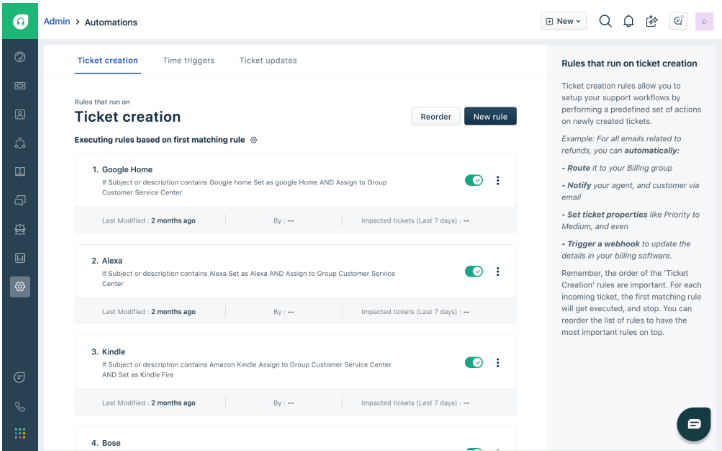 Admin > Automations
New
Ticket creation
Time triggers
Ticket updates
Rules that run on
Ticket creation
Reorder
New rule
Executing rules based on first matching rule
1. Google Home
If Subject or description contains Google home Set as google Home AND Assign to Group
Customer Service Center
Last Modified : 2 months ago
By : --
Impacted tickets (Last 7 days) : --
2. Alexa
If Subject or description contains Alexa Set as Alexa AND Assign to Group Customer Service
Center
Last Modified : 2 months ago
By : --
Impacted tickets (Last 7 days) : --
3. Kindle
If Subject or description contains Amazon Kindle Assign to Group Customer Service Center
AND Set as Kindle Fire
Last Modified : 2 months ago
By : --
Impacted tickets (Last 7 days) : --
4. Bose
Rules that run on ticket creation
Ticket creation rules allow you to
setup your support workflows by
performing a predefined set of actions
on newly created tickets.
Example: For all emails related to
refunds, you can automatically:
- Route it to your Billing group
- Notify your agent, and customer via
email
- Set ticket properties like Priority to
Medium, and even
- Trigger a webhook to update the
details in your billing software.
Remember, the order of the 'Ticket
Creation' rules are important. For each
incoming ticket, the first matching rule
will get executed, and stop. You can
reorder the list of rules to have the
most important rules on top.